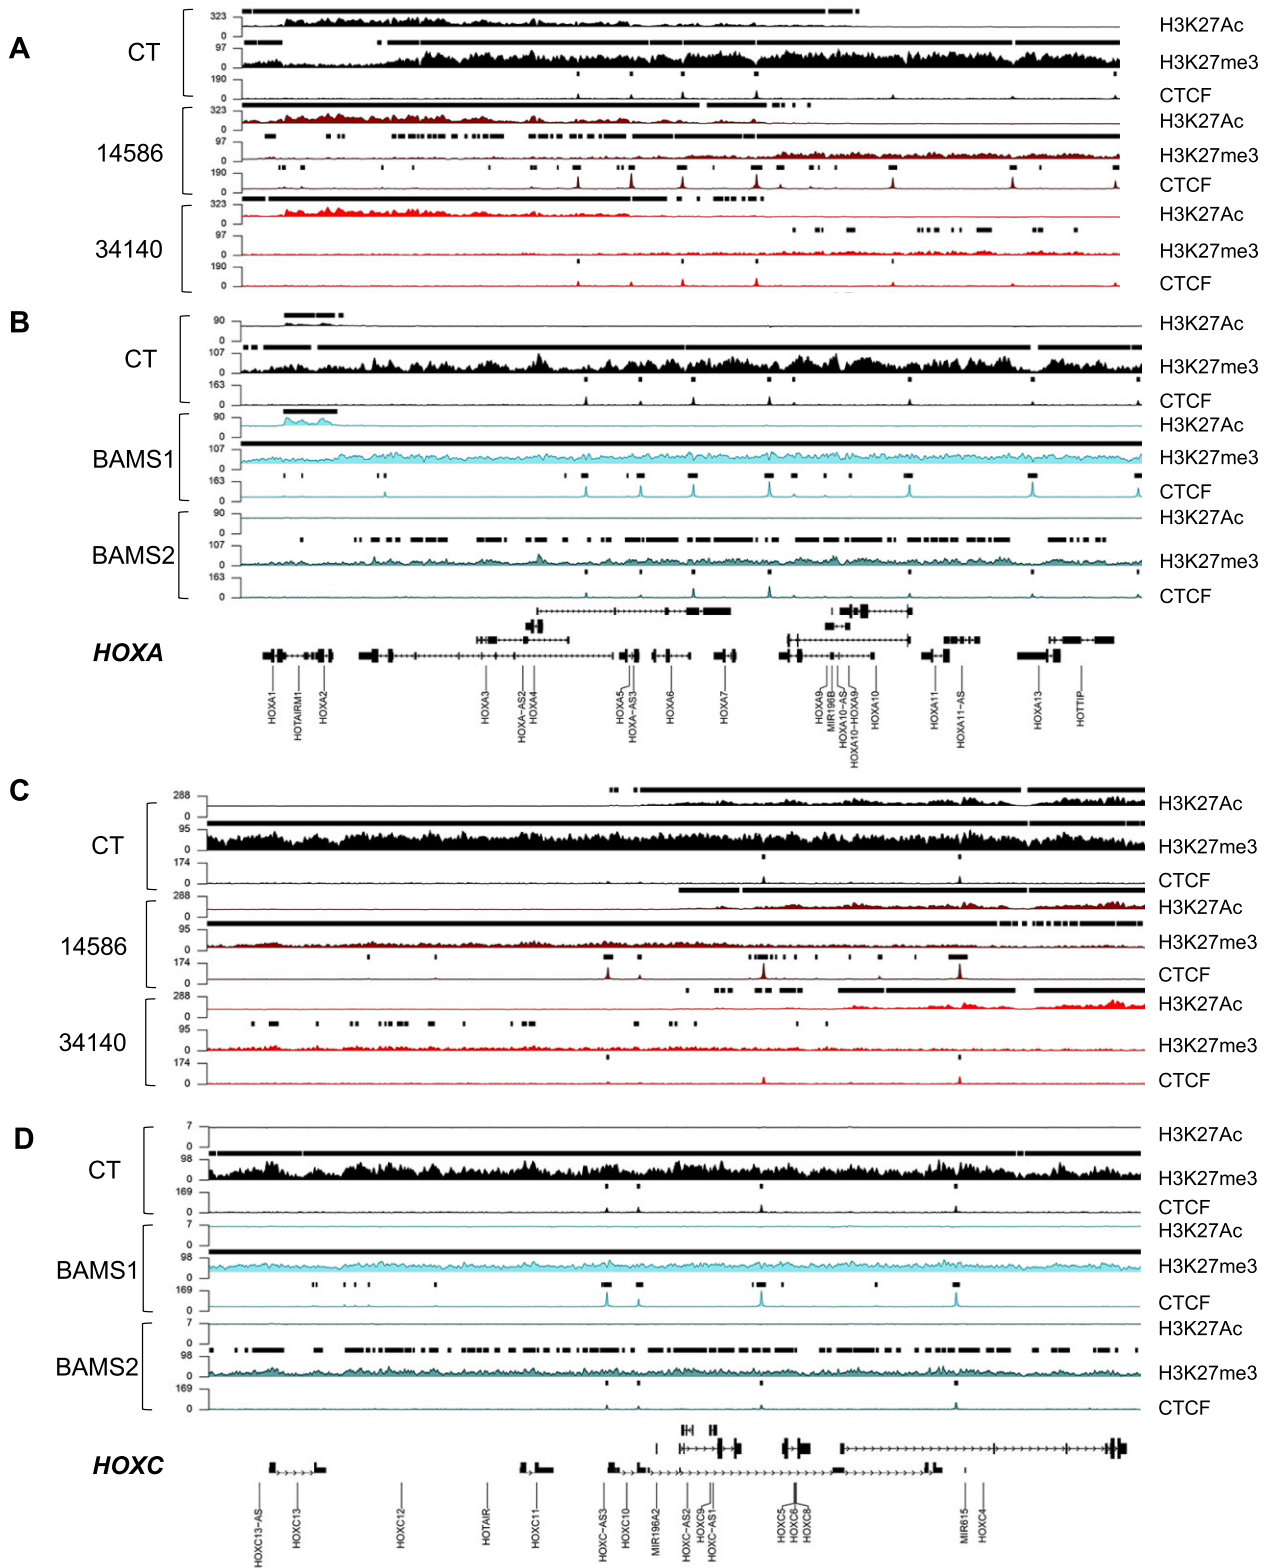 A
CT
323
0
H3K27Ac
97
0
H3K27me3
190
0
CTCF
14586
323
0
H3K27Ac
97
0
H3K27me3
190
0
CTCF
34140
323
0
H3K27Ac
97
0
H3K27me3
190
0
CTCF
B
CT
90
0
H3K27Ac
107
0
H3K27me3
163
0
CTCF
BAMS1
90
0
H3K27Ac
107
0
H3K27me3
163
0
CTCF
BAMS2
90
0
H3K27Ac
107
0
H3K27me3
163
0
CTCF
HOXA
HOXA1
HOTAIRM1
HOXA2
HOXA3
HOXA-AS2
HOXA4
HOXA5
HOXA-AS3
HOXA6
HOXA7
HOXA9
MIR196B
HOXA10-AS
HOXA10-HOXA9
HOXA10
HOXA11
HOXA11-AS
HOXA13
HOTTIP
C
CT
288
0
H3K27Ac
95
0
H3K27me3
174
0
CTCF
14586
288
0
H3K27Ac
95
0
H3K27me3
174
0
CTCF
34140
288
0
H3K27Ac
95
0
H3K27me3
174
0
CTCF
D
CT
7
0
H3K27Ac
98
0
H3K27me3
169
0
CTCF
BAMS1
7
0
H3K27Ac
98
0
H3K27me3
169
0
CTCF
BAMS2
7
0
H3K27Ac
98
0
H3K27me3
169
0
CTCF
HOXC
HOXC13-AS
HOXC13
HOXC12
HOTAIR
HOXC11
HOXC-AS3
HOXC10
MIR196A2
HOXC-AS2
HOXC9
HOXC-AS1
HOXC5
HOXC6
HOXC8
MIR615
HOXC4